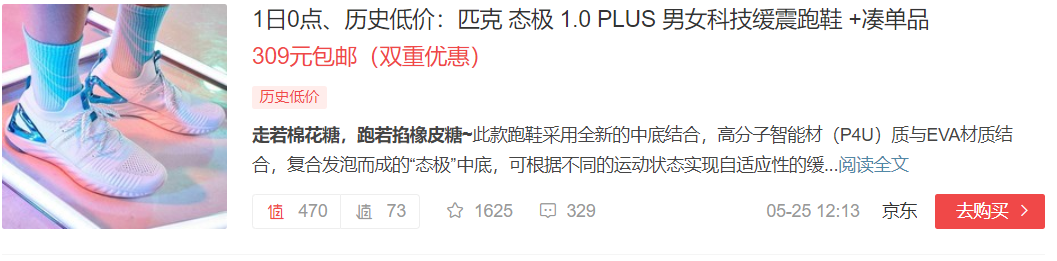 1日0点、历史低价：匹克 态极 1.0 PLUS 男女科技缓震跑鞋 +凑单品
309元包邮（双重优惠）
历史低价
走若棉花糖，跑若掐橡皮糖~此款跑鞋采用全新的中底结合，高分子智能材（P4U）质与EVA材质结
合，复合发泡而成的“态极”中底，可根据不同的运动状态实现自适应性的缓...阅读全文
值 470 值 73 1625 329 05-25 12:13 京东 去购买